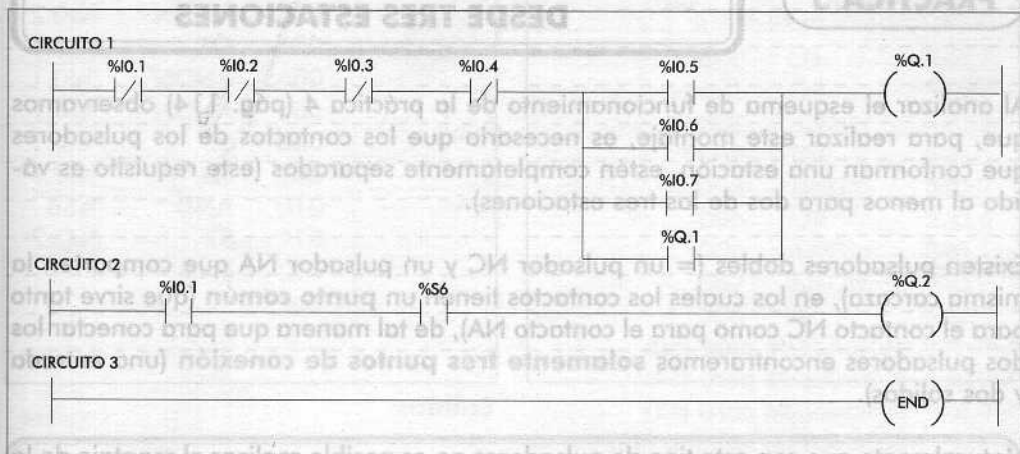 PRÁCTICA 5
DESDE TRES ESTACIONES
CIRCUITO 1
%I0.1 %I0.2 %I0.3 %I0.4 %I0.5 %Q.1
%I0.6
%I0.7
%Q.1
Al analizar el esquema de funcionamiento de la práctica 4 (pág. 114) observamos
que, para realizar este montaje, es necesario que los contactos de los pulsadores
que conforman una estación, estén completamente separados (este requisito es vá-
lido al menos para dos de las tres estaciones).
CIRCUITO 2
%I0.1 %S6 %Q.2
Existen pulsadores dobles (= un pulsador NC y un pulsador NA que comparten la
misma carcaza), en los cuales los contactos tienen un punto común que sirve tanto
para el contacto NC como para el contacto NA), de tal manera que para conectar los
dos pulsadores encontraremos solamente tres puntos de conexión (una entrada
y dos salidas).
CIRCUITO 3
END